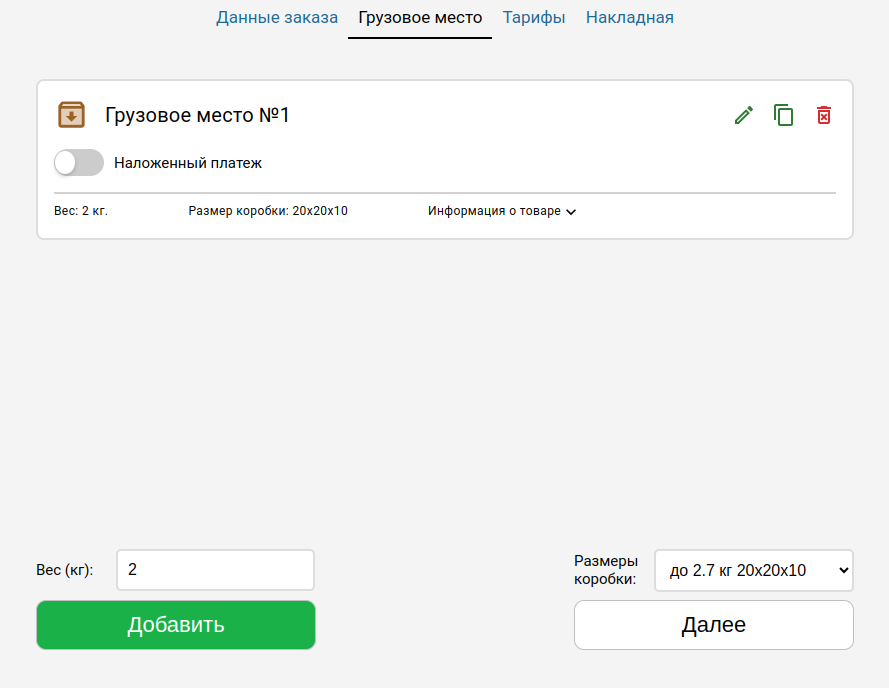 Данные заказа Грузовое место Тарифы Накладная
Грузовое место №1
Наложенный платеж
Вес: 2 кг. Размер коробки: 20x20x10 Информация о товаре
Вес (кг): 2
Размеры
коробки:
до 2.7 кг 20x20x10
Добавить Далее